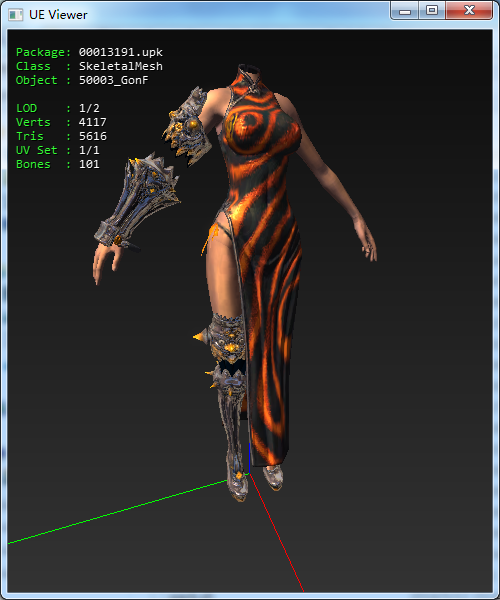 UE Viewer
Package: 00013191.upk
Class : SkeletalMesh
Object : 50003_GonF
LOD : 1/2
Verts : 4117
Tris : 5616
UV Set : 1/1
Bones : 101